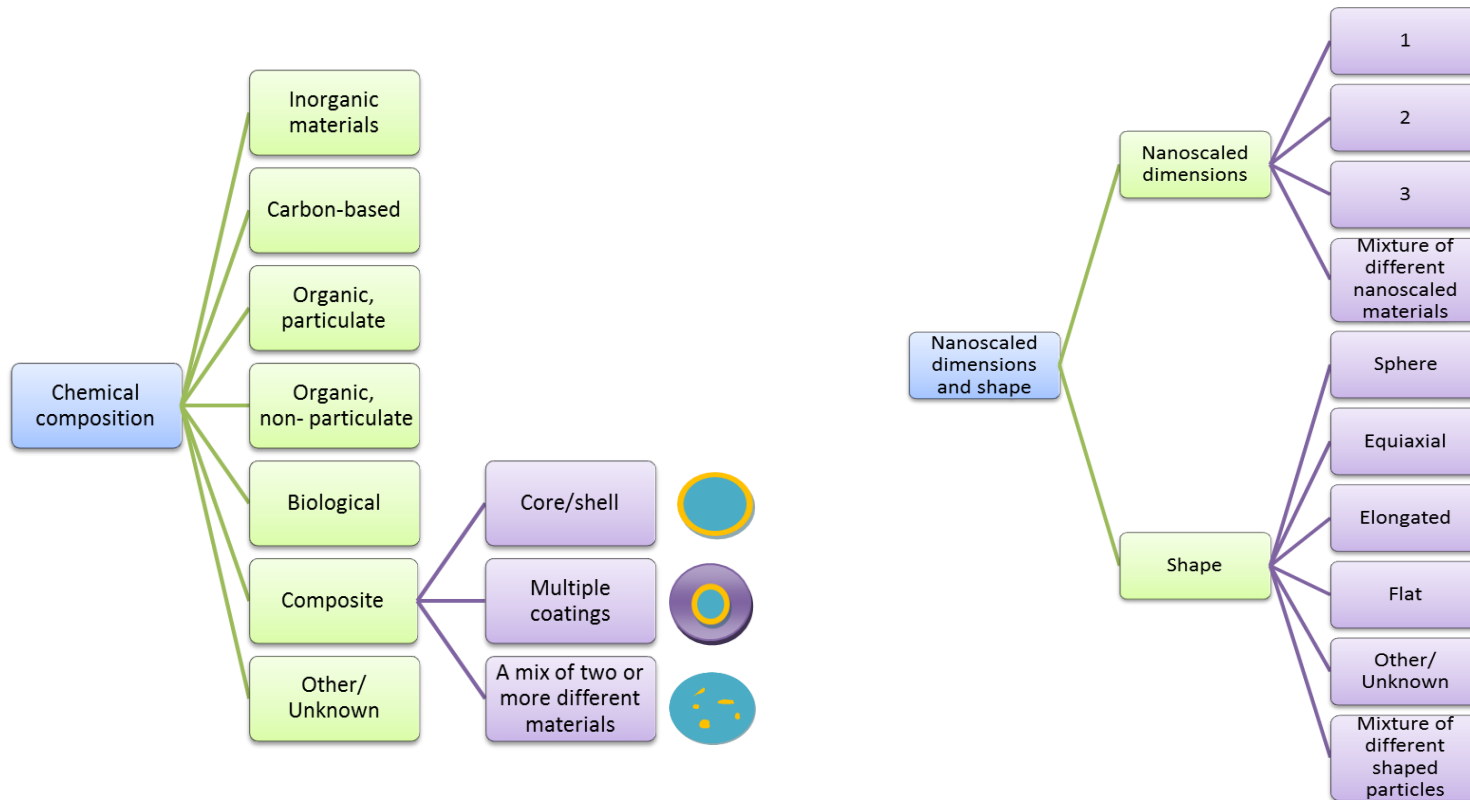 Chemical
composition
Inorganic
materials
Carbon-based
Organic,
particulate
Organic,
non- particulate
Biological
Composite
Other/
Unknown
Core/shell
Multiple
coatings
A mix of two or
more different
materials
Nanoscaled
dimensions
and shape
Nanoscaled
dimensions
1
2
3
Mixture of
different
nanoscaled
materials
Shape
Sphere
Equiaxial
Elongated
Flat
Other/
Unknown
Mixture of
different
shaped
particles